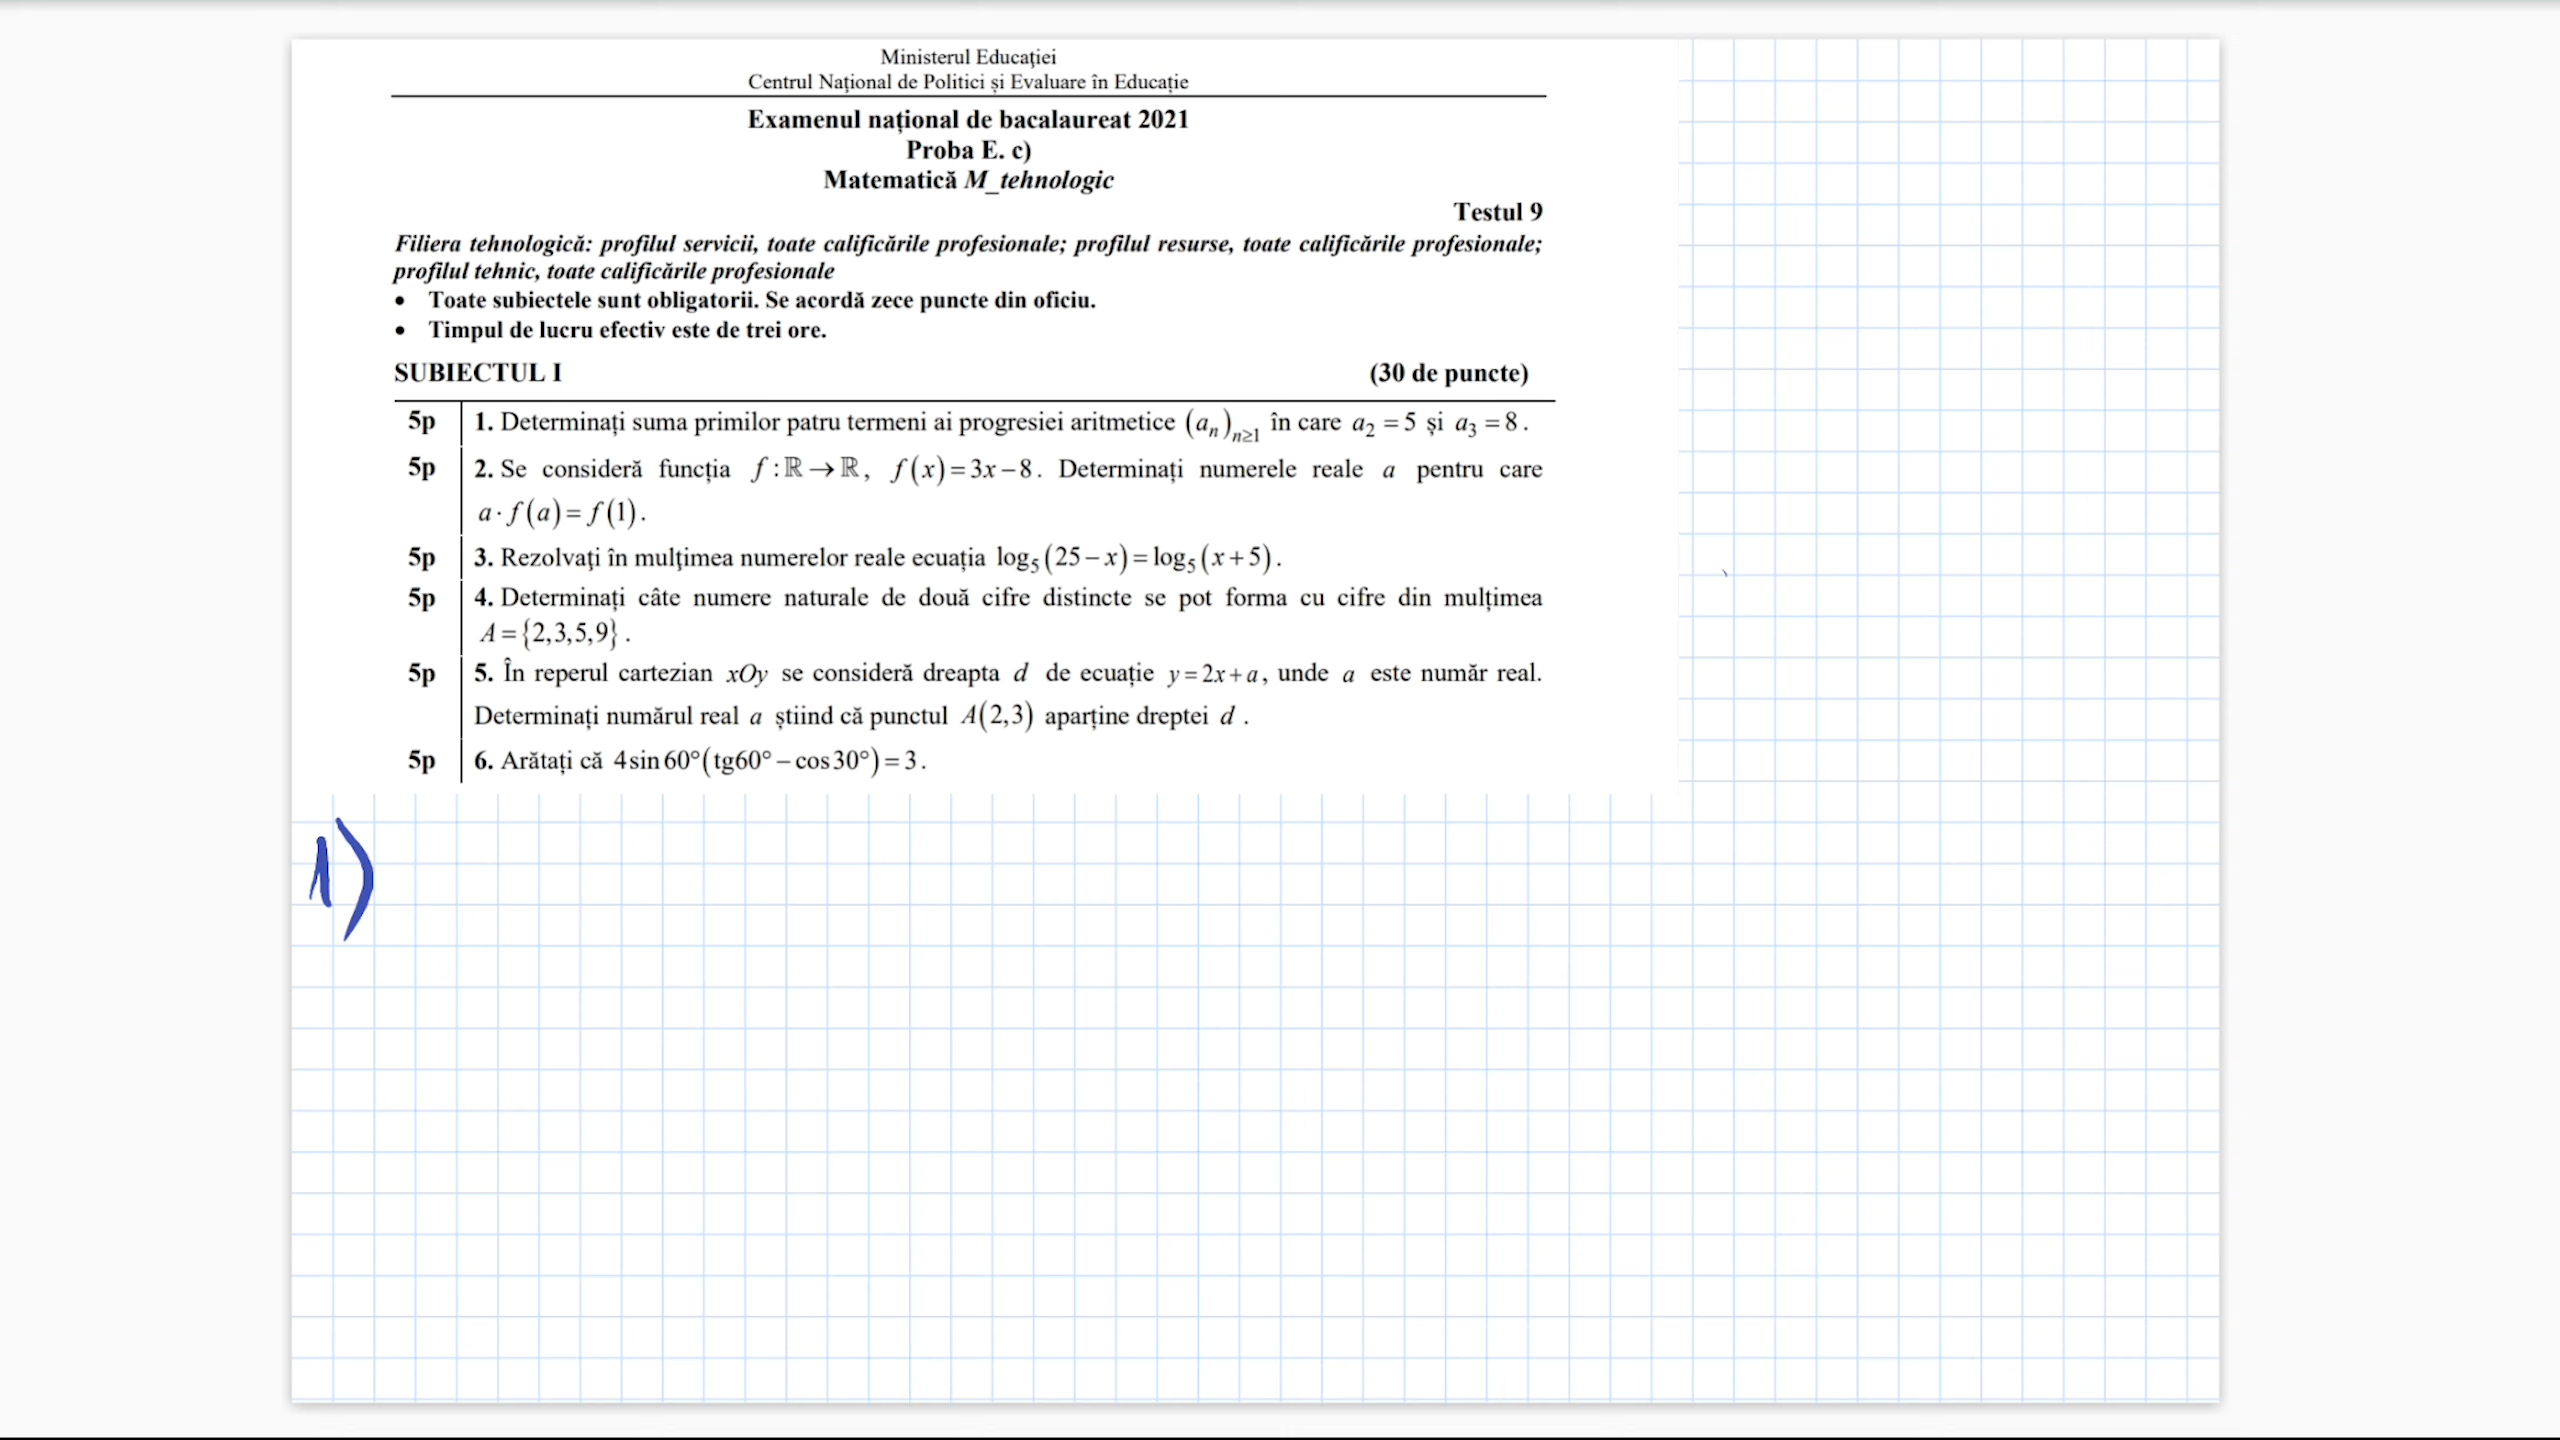 Ministerul Educaţiei
Centrul Naţional de Politici și Evaluare în Educație
Examenul național de bacalaureat 2021
Proba E. c)
Matematică M_tehnologic
Testul 9
Filiera tehnologică: profilul servicii, toate calificările profesionale; profilul resurse, toate calificările profesionale;
profilul tehnic, toate calificările profesionale
• Toate subiectele sunt obligatorii. Se acordă zece puncte din oficiu.
• Timpul de lucru efectiv este de trei ore.
SUBIECTUL I (30 de puncte)
5p 1. Determinați suma primilor patru termeni ai progresiei aritmetice (aₙ)ₙ≥₁ în care a₂ = 5 și a₃ = 8.
5p 2. Se consideră funcția f : ℝ → ℝ, f(x) = 3x − 8. Determinați numerele reale a pentru care
a · f(a) = f(1).
5p 3. Rezolvaţi în mulţimea numerelor reale ecuația log₅(25 − x) = log₅(x + 5).
5p 4. Determinați câte numere naturale de două cifre distincte se pot forma cu cifre din mulțimea
A = {2,3,5,9}.
5p 5. În reperul cartezian xOy se consideră dreapta d de ecuație y = 2x + a, unde a este număr real.
Determinați numărul real a știind că punctul A(2,3) aparține dreptei d.
5p 6. Arătați că 4sin60°(tg60° − cos30°) = 3.
1)